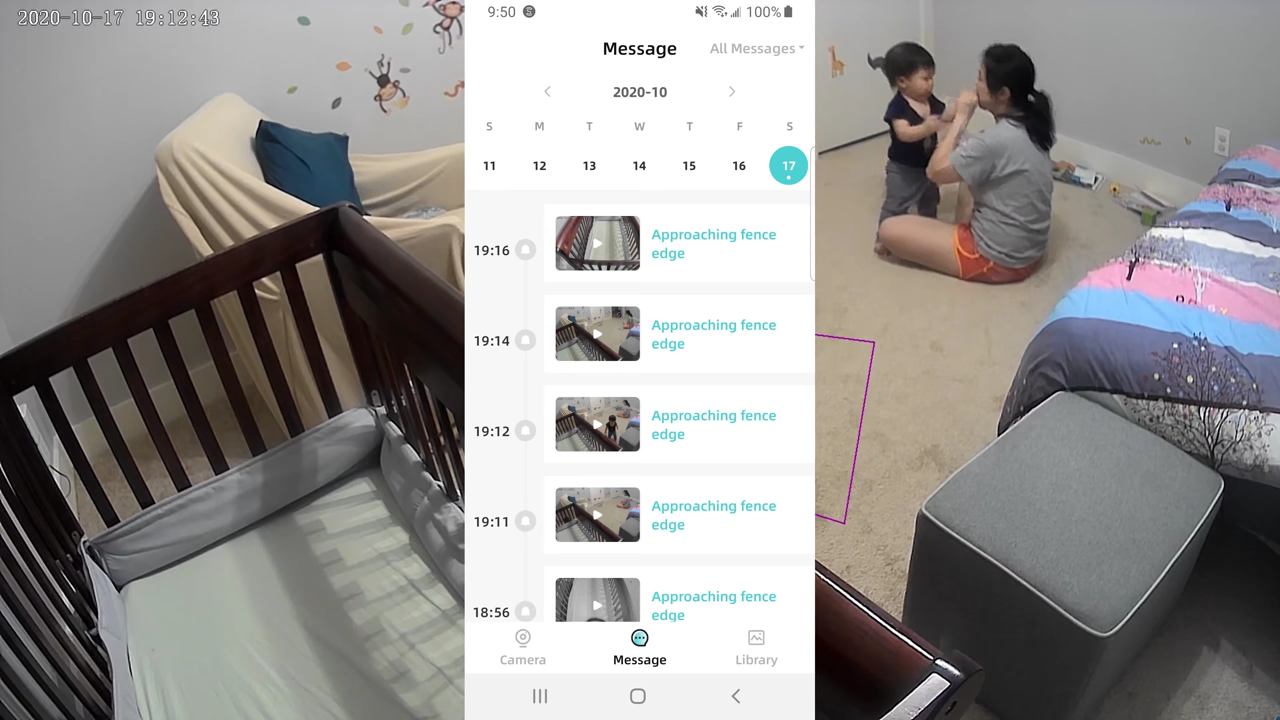 2020-10-17 19:12:43
9:50
100%
Message
All Messages
2020-10
S M T W T F S
11 12 13 14 15 16 17
19:16
Approaching fence
edge
19:14
Approaching fence
edge
19:12
Approaching fence
edge
19:11
Approaching fence
edge
18:56
Approaching fence
edge
Camera
Message
Library